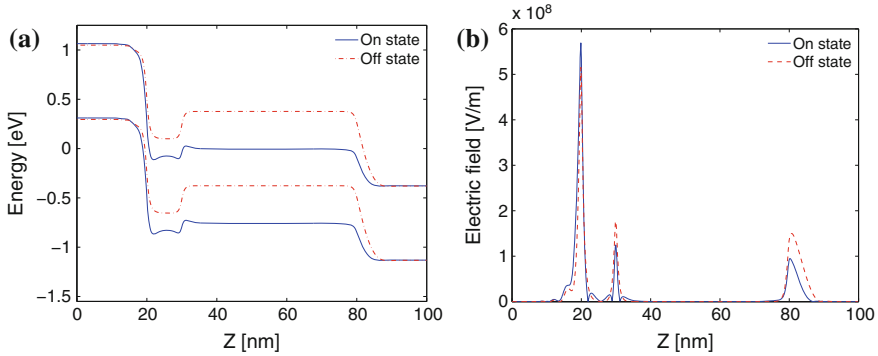 (a)
On state
Off state
1
0.5
0
−0.5
−1
−1.5
Energy [eV]
0 20 40 60 80 100
Z [nm]
(b)
x 10⁸
On state
Off state
6
5
4
3
2
1
0
Electric field [V/m]
0 20 40 60 80 100
Z [nm]